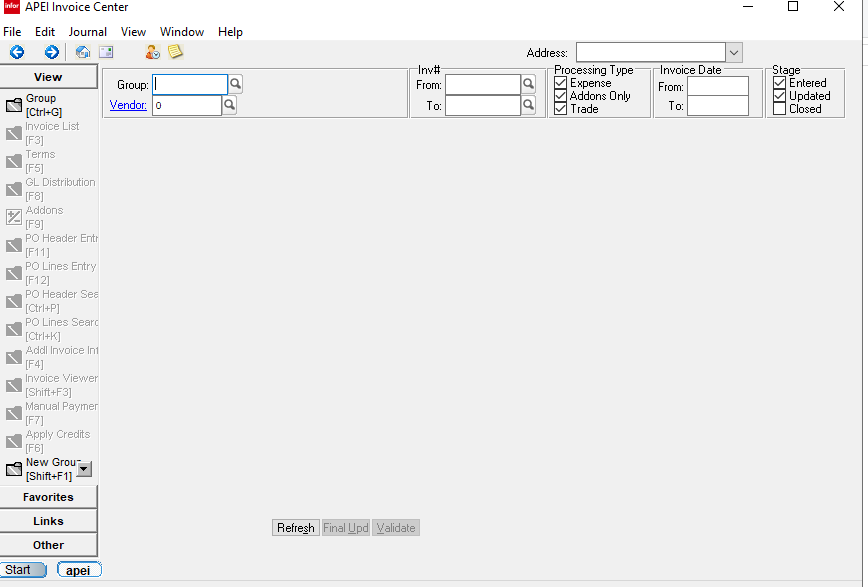 infor APEI Invoice Center
File Edit Journal View Window Help
Address:
View
Group
[Ctrl+G]
Invoice List
[F3]
Terms
[F5]
GL Distribution
[F8]
Addons
[F9]
PO Header Entr
[F11]
PO Lines Entry
[F12]
PO Header Sea
[Ctrl+P]
PO Lines Searc
[Ctrl+K]
Addl Invoice Int
[F4]
Invoice Viewer
[Shift+F3]
Manual Paymer
[F7]
Apply Credits
[F6]
New Grou
[Shift+F1]
Favorites
Links
Other
Start apei
Group:
Vendor: 0
Inv#
From:
To:
Processing Type
Expense
Addons Only
Trade
Invoice Date
From:
To:
Stage
Entered
Updated
Closed
Refresh Final Upd Validate